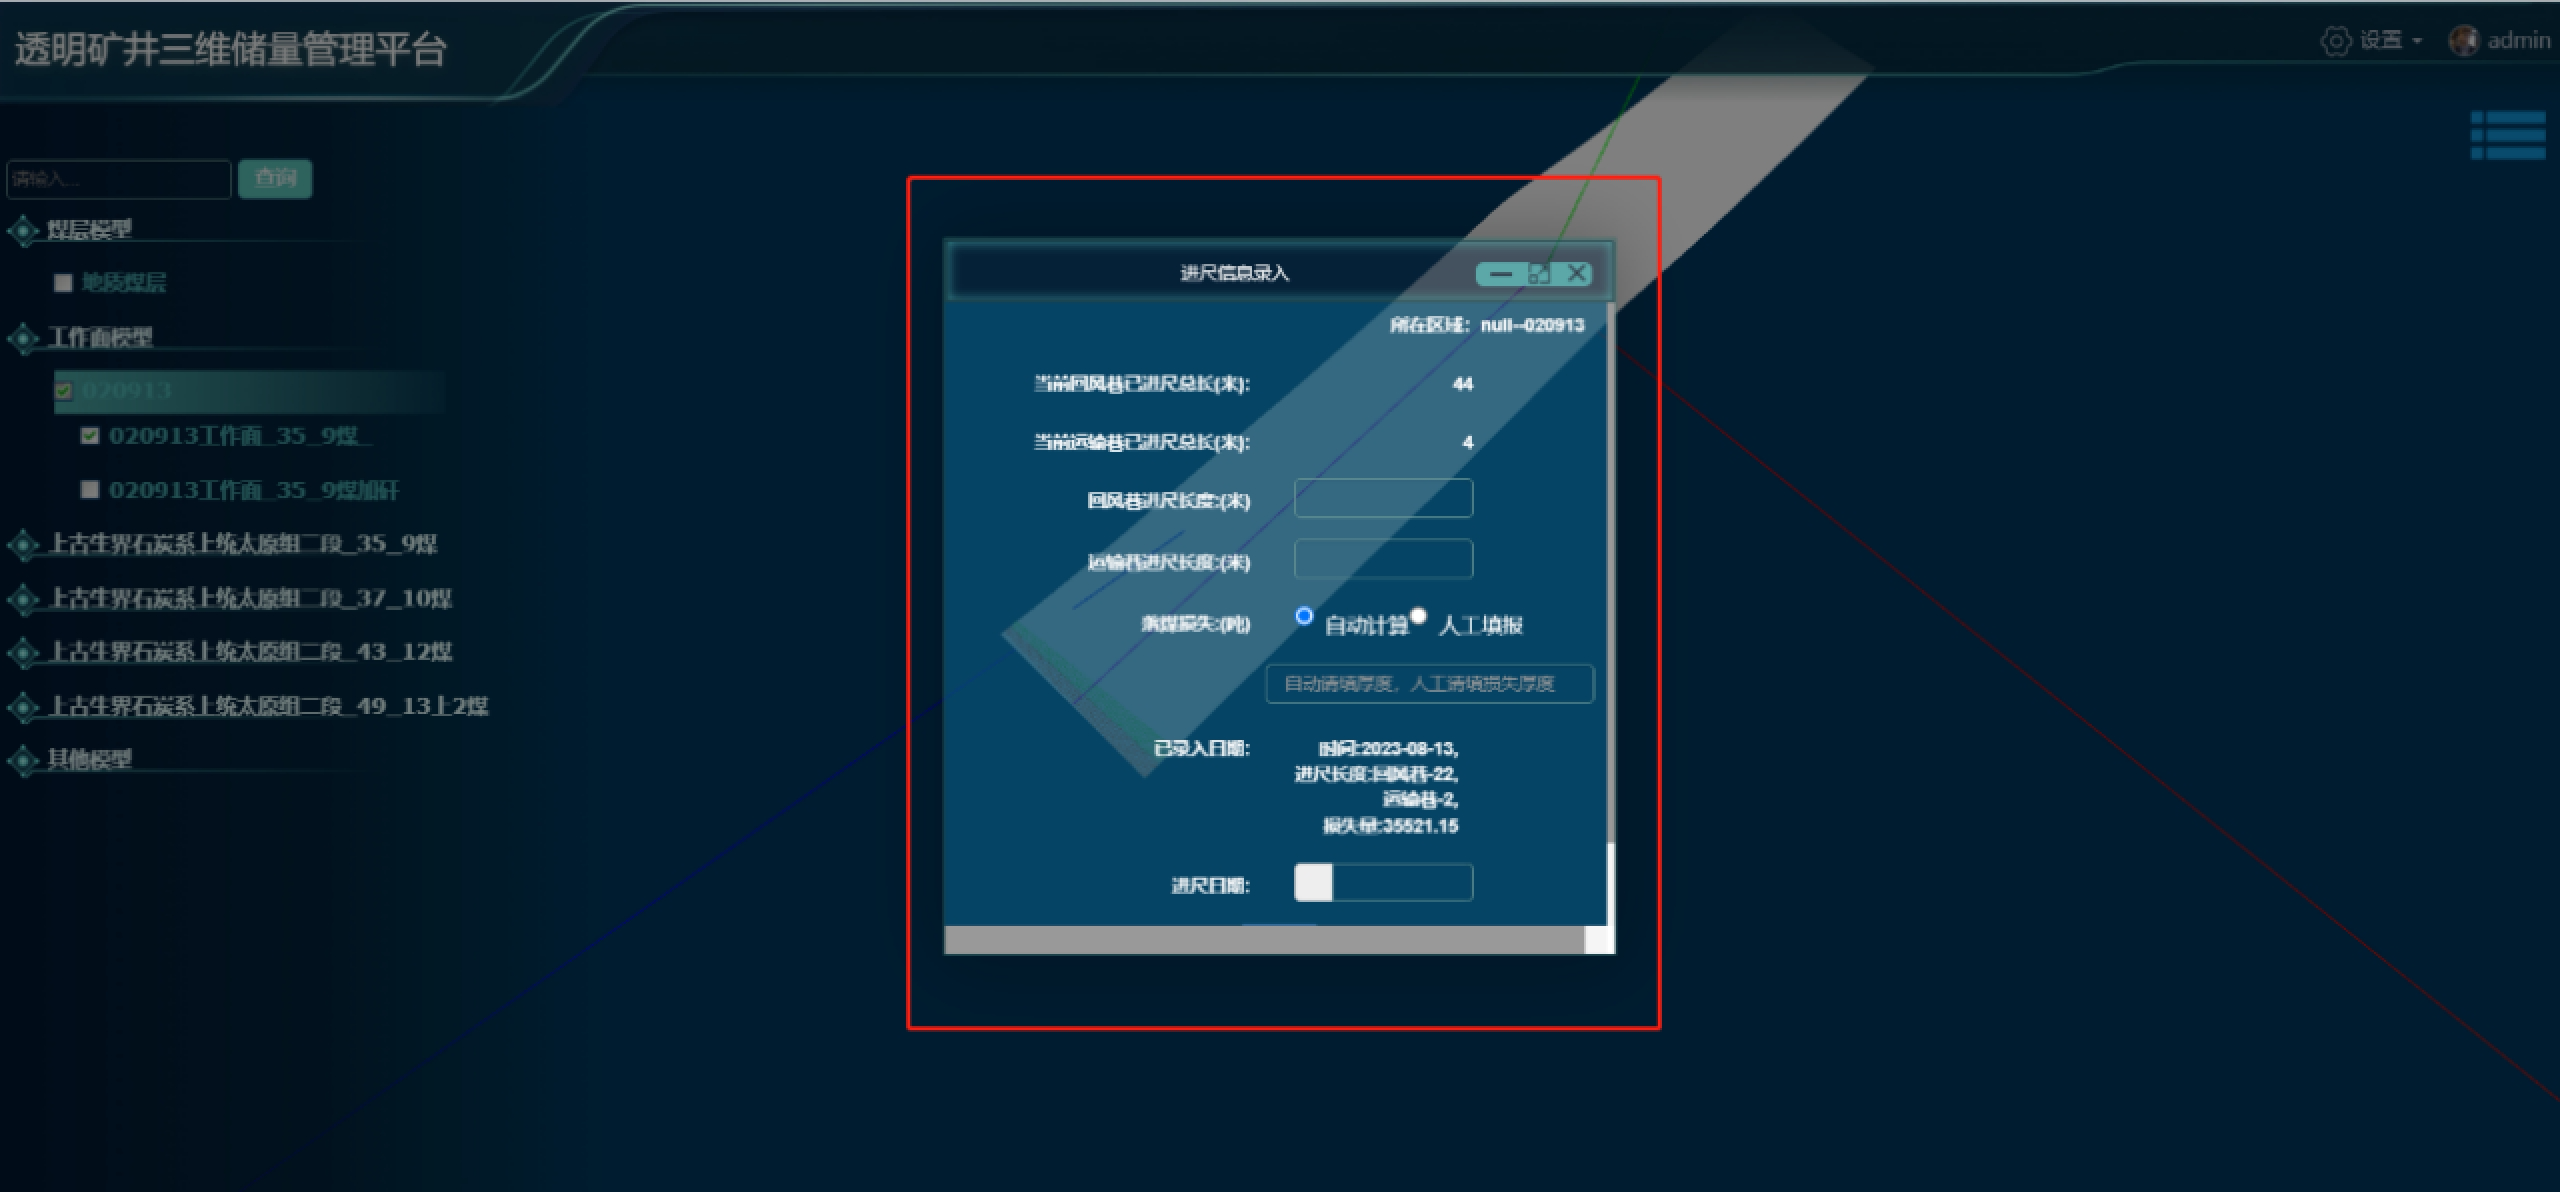 透明矿井三维储量管理平台
设置
admin
请输入...
查询
煤层模型
地质煤层
工作面模型
020913
020913工作面_35_9煤_
020913工作面_35_9煤加矸
上古生界石炭系上统太原组二段_35_9煤
上古生界石炭系上统太原组二段_37_10煤
上古生界石炭系上统太原组二段_43_12煤
上古生界石炭系上统太原组二段_49_13上2煤
其他模型
进尺信息录入
所在区域：null--020913
当前回风巷已进尺总长(米): 44
当前运输巷已进尺总长(米): 4
回风巷进尺长度:(米)
运输巷进尺长度:(米)
落煤损失:(吨) 自动计算 人工填报
自动请填厚度，人工请填损失厚度
已录入日期: 时间:2023-08-13,
进尺长度:回风巷-22,
运输巷-2,
损失量:35521.15
进尺日期: